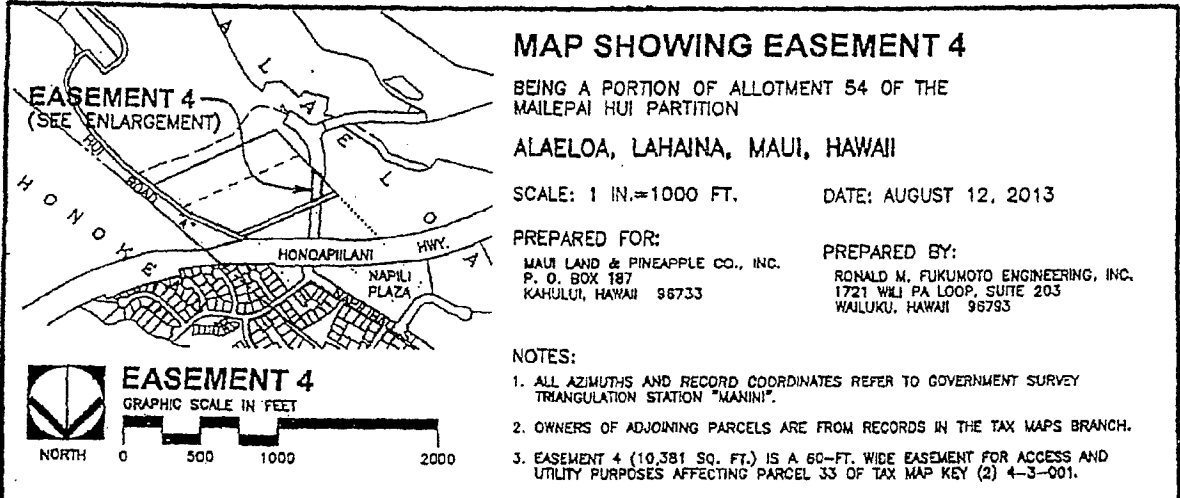 MAP SHOWING EASEMENT 4
BEING A PORTION OF ALLOTMENT 54 OF THE
MAILEPAI HUI PARTITION
ALAELOA, LAHAINA, MAUI, HAWAII
SCALE: 1 IN.=1000 FT.
DATE: AUGUST 12, 2013
PREPARED FOR:
MAUI LAND & PINEAPPLE CO., INC.
P. O. BOX 187
KAHULUI, HAWAII 96733
PREPARED BY:
RONALD M. FUKUMOTO ENGINEERING, INC.
1721 WILI PA LOOP, SUITE 203
WAILUKU, HAWAII 96793
NOTES:
1. ALL AZIMUTHS AND RECORD COORDINATES REFER TO GOVERNMENT SURVEY
TRIANGULATION STATION "MANINI".
2. OWNERS OF ADJOINING PARCELS ARE FROM RECORDS IN THE TAX MAPS BRANCH.
3. EASEMENT 4 (10,381 SQ. FT.) IS A 60-FT. WIDE EASEMENT FOR ACCESS AND
UTILITY PURPOSES AFFECTING PARCEL 33 OF TAX MAP KEY (2) 4-3-001.
EASEMENT 4
(SEE ENLARGEMENT)
ALAELOA
HUI ROAD "A"
HONOKE
HONOAPIILANI HWY.
NAPILI
PLAZA
EASEMENT 4
GRAPHIC SCALE IN FEET
NORTH
0 500 1000 2000